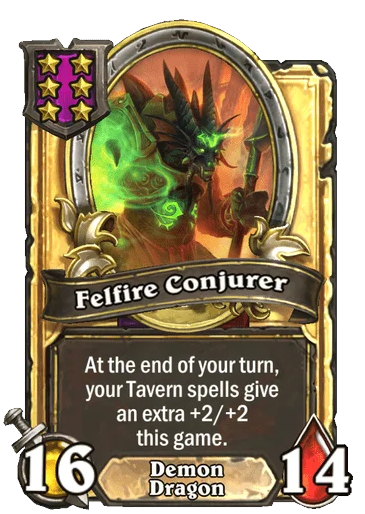 Felfire Conjurer
At the end of your turn,
your Tavern spells give
an extra +2/+2
this game.
16
Demon
Dragon
14